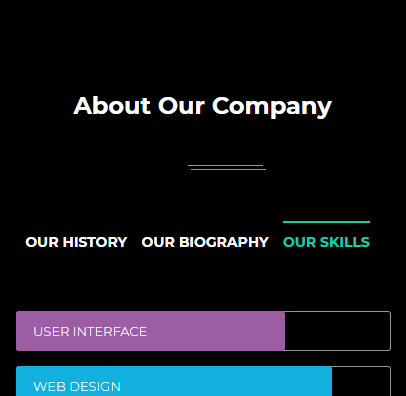 About Our Company
OUR HISTORY OUR BIOGRAPHY OUR SKILLS
USER INTERFACE
WEB DESIGN